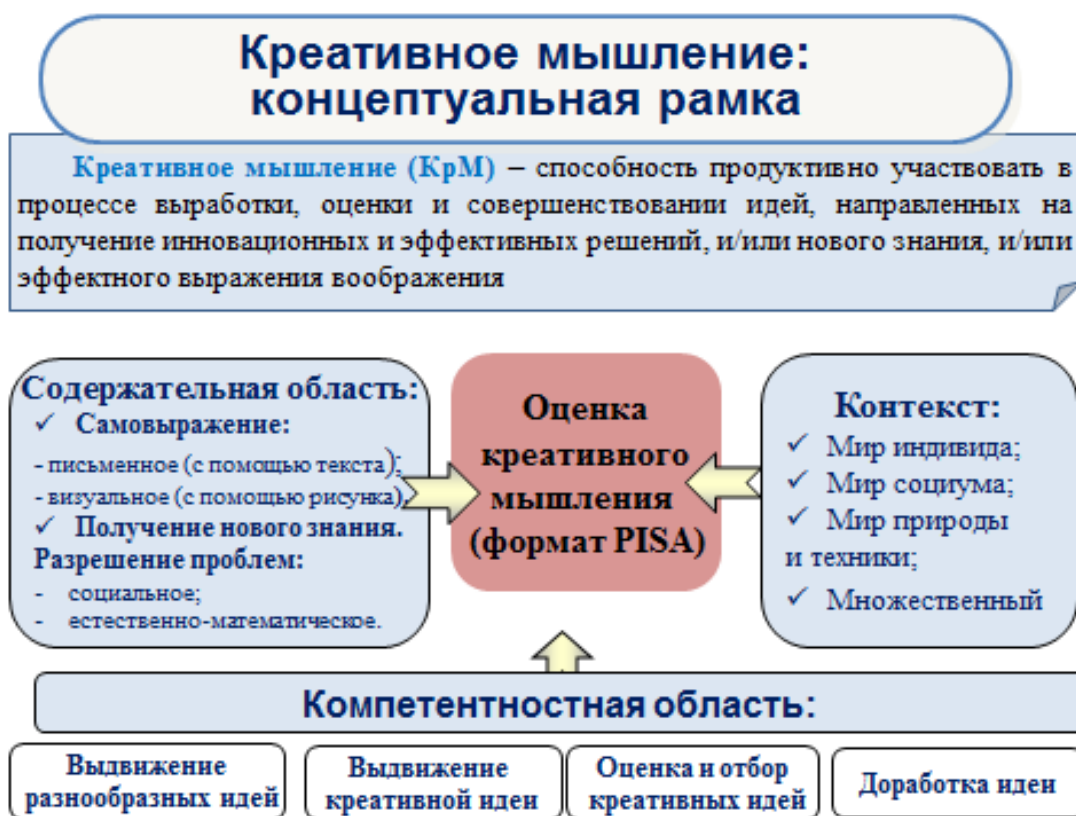 Креативное мышление:
концептуальная рамка
Креативное мышление (КрМ) – способность продуктивно участвовать в
процессе выработки, оценки и совершенствовании идей, направленных на
получение инновационных и эффективных решений, и/или нового знания, и/или
эффектного выражения воображения
Содержательная область:
✓ Самовыражение:
- письменное (с помощью текста);
- визуальное (с помощью рисунка).
✓ Получение нового знания.
Разрешение проблем:
- социальное;
- естественно-математическое.
Оценка
креативного
мышления
(формат PISA)
Контекст:
✓ Мир индивида;
✓ Мир социума;
✓ Мир природы
и техники;
✓ Множественный
Компетентностная область:
Выдвижение
разнообразных идей
Выдвижение
креативной идеи
Оценка и отбор
креативных идей
Доработка идеи